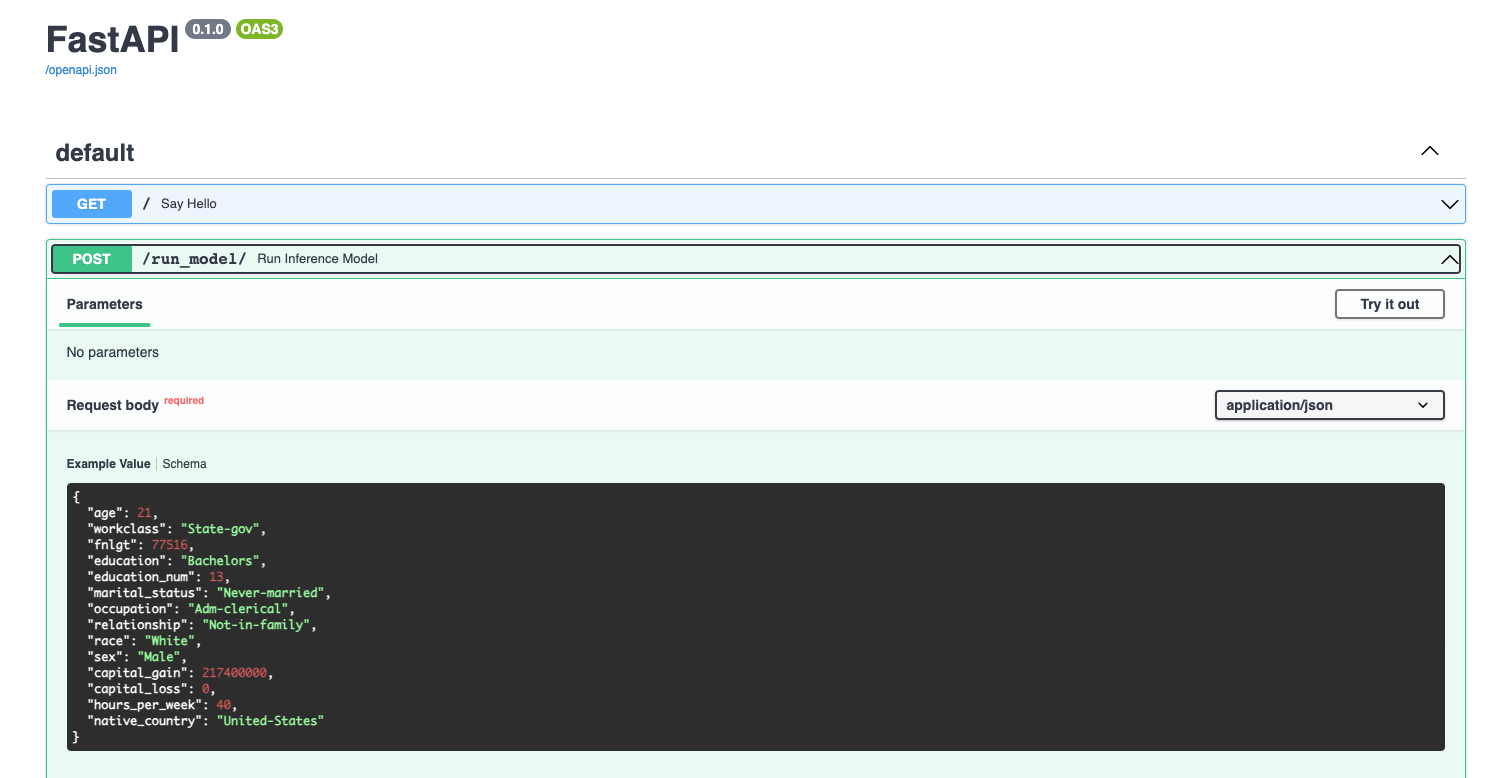 FastAPI 0.1.0 OAS3
/openapi.json
default
GET / Say Hello
POST /run_model/ Run Inference Model
Parameters Try it out
No parameters
Request body required application/json
Example Value Schema
{
  "age": 21,
  "workclass": "State-gov",
  "fnlgt": 77516,
  "education": "Bachelors",
  "education_num": 13,
  "marital_status": "Never-married",
  "occupation": "Adm-clerical",
  "relationship": "Not-in-family",
  "race": "White",
  "sex": "Male",
  "capital_gain": 217400000,
  "capital_loss": 0,
  "hours_per_week": 40,
  "native_country": "United-States"
}